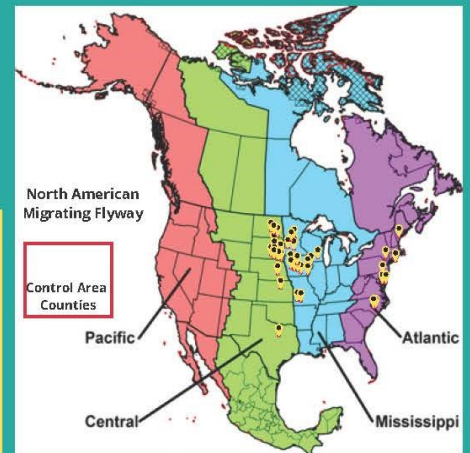 North American
Migrating Flyway
Control Area
Counties
Pacific
Atlantic
Central
Mississippi